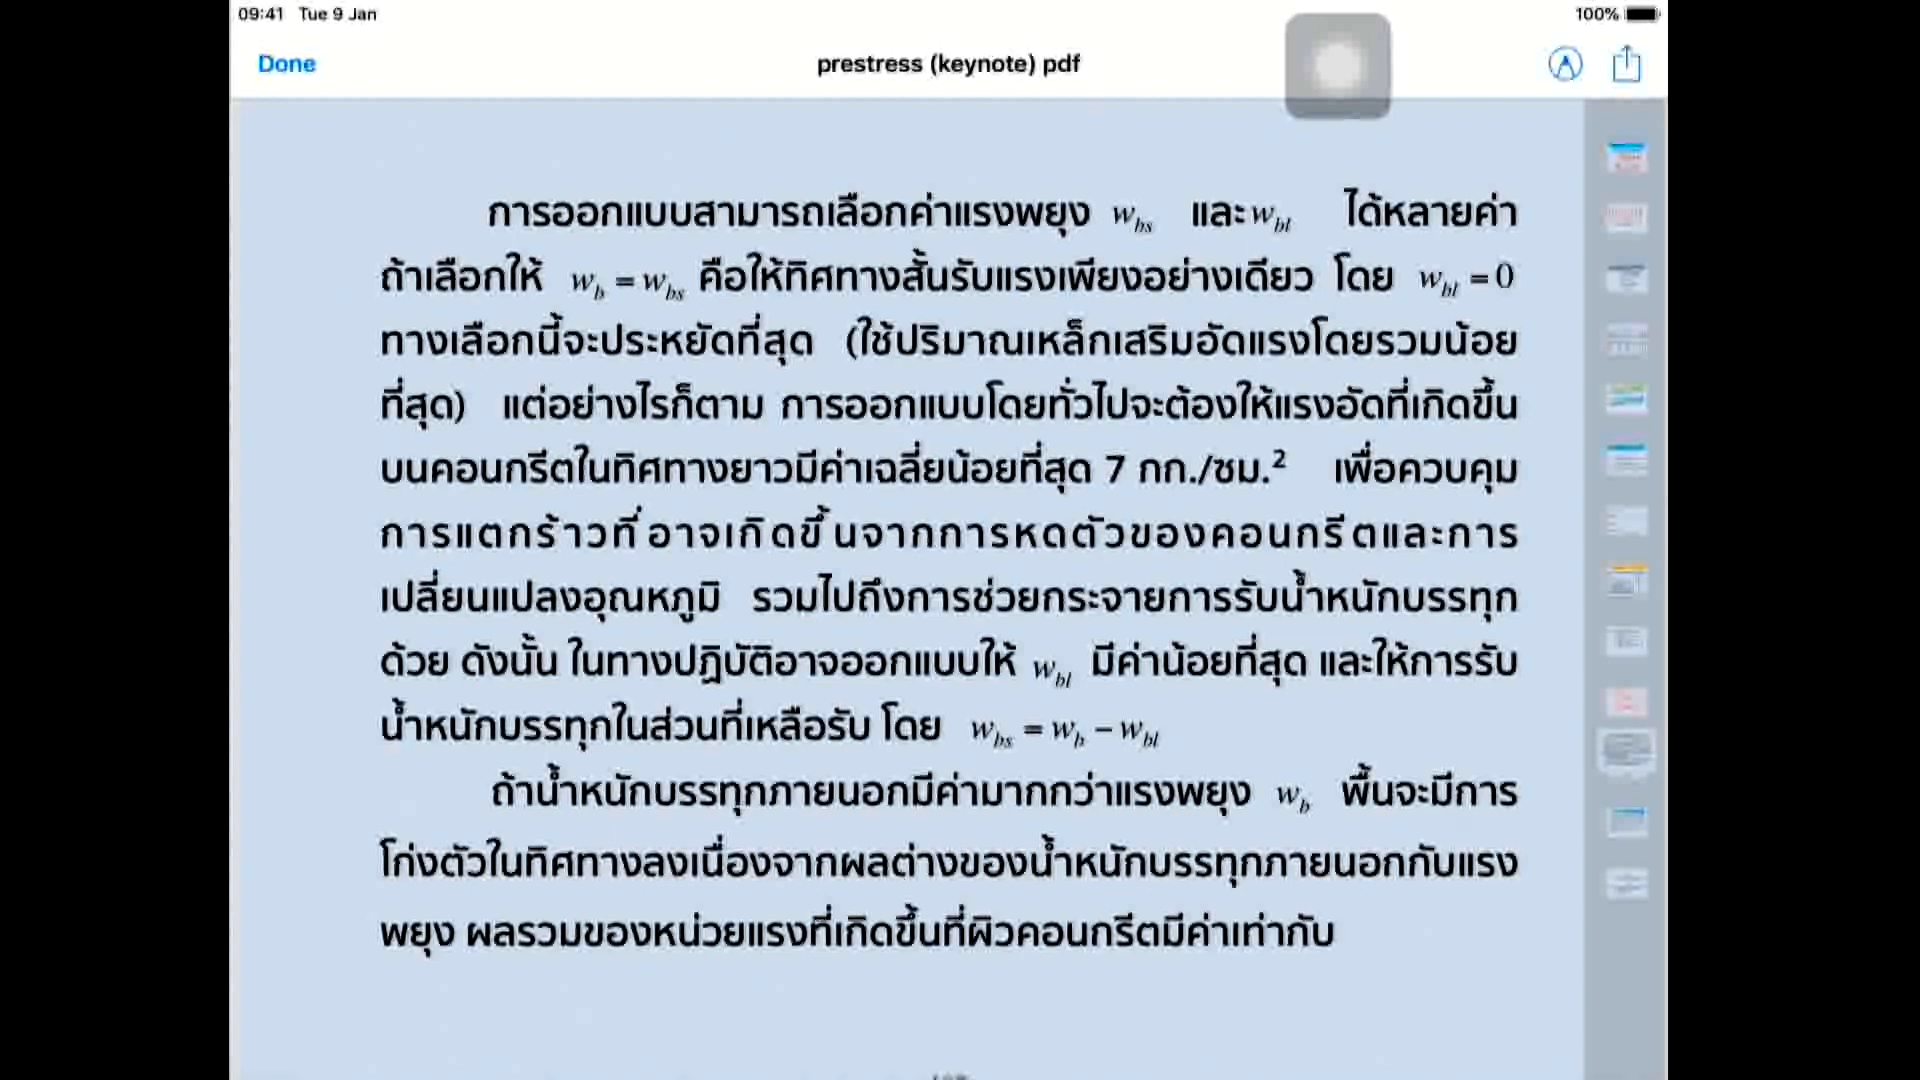 09:41 Tue 9 Jan
100%
Done
prestress (keynote) pdf
การออกแบบสามารถเลือกค่าแรงพยุง w_bs และ w_bl ได้หลายค่า
ถ้าเลือกให้ w_b = w_bs คือให้ทิศทางสั้นรับแรงเพียงอย่างเดียว โดย w_bl = 0
ทางเลือกนี้จะประหยัดที่สุด (ใช้ปริมาณเหล็กเสริมอัดแรงโดยรวมน้อย
ที่สุด) แต่อย่างไรก็ตาม การออกแบบโดยทั่วไปจะต้องให้แรงอัดที่เกิดขึ้น
บนคอนกรีตในทิศทางยาวมีค่าเฉลี่ยน้อยที่สุด 7 กก./ซม.² เพื่อควบคุม
การแตกร้าวที่อาจเกิดขึ้นจากการหดตัวของคอนกรีตและการ
เปลี่ยนแปลงอุณหภูมิ รวมไปถึงการช่วยกระจายการรับน้ำหนักบรรทุก
ด้วย ดังนั้น ในทางปฏิบัติอาจออกแบบให้ w_bl มีค่าน้อยที่สุด และให้การรับ
น้ำหนักบรรทุกในส่วนที่เหลือรับ โดย w_bs = w_b − w_bl
ถ้าน้ำหนักบรรทุกภายนอกมีค่ามากกว่าแรงพยุง w_b พื้นจะมีการ
โก่งตัวในทิศทางลงเนื่องจากผลต่างของน้ำหนักบรรทุกภายนอกกับแรง
พยุง ผลรวมของหน่วยแรงที่เกิดขึ้นที่ผิวคอนกรีตมีค่าเท่ากับ